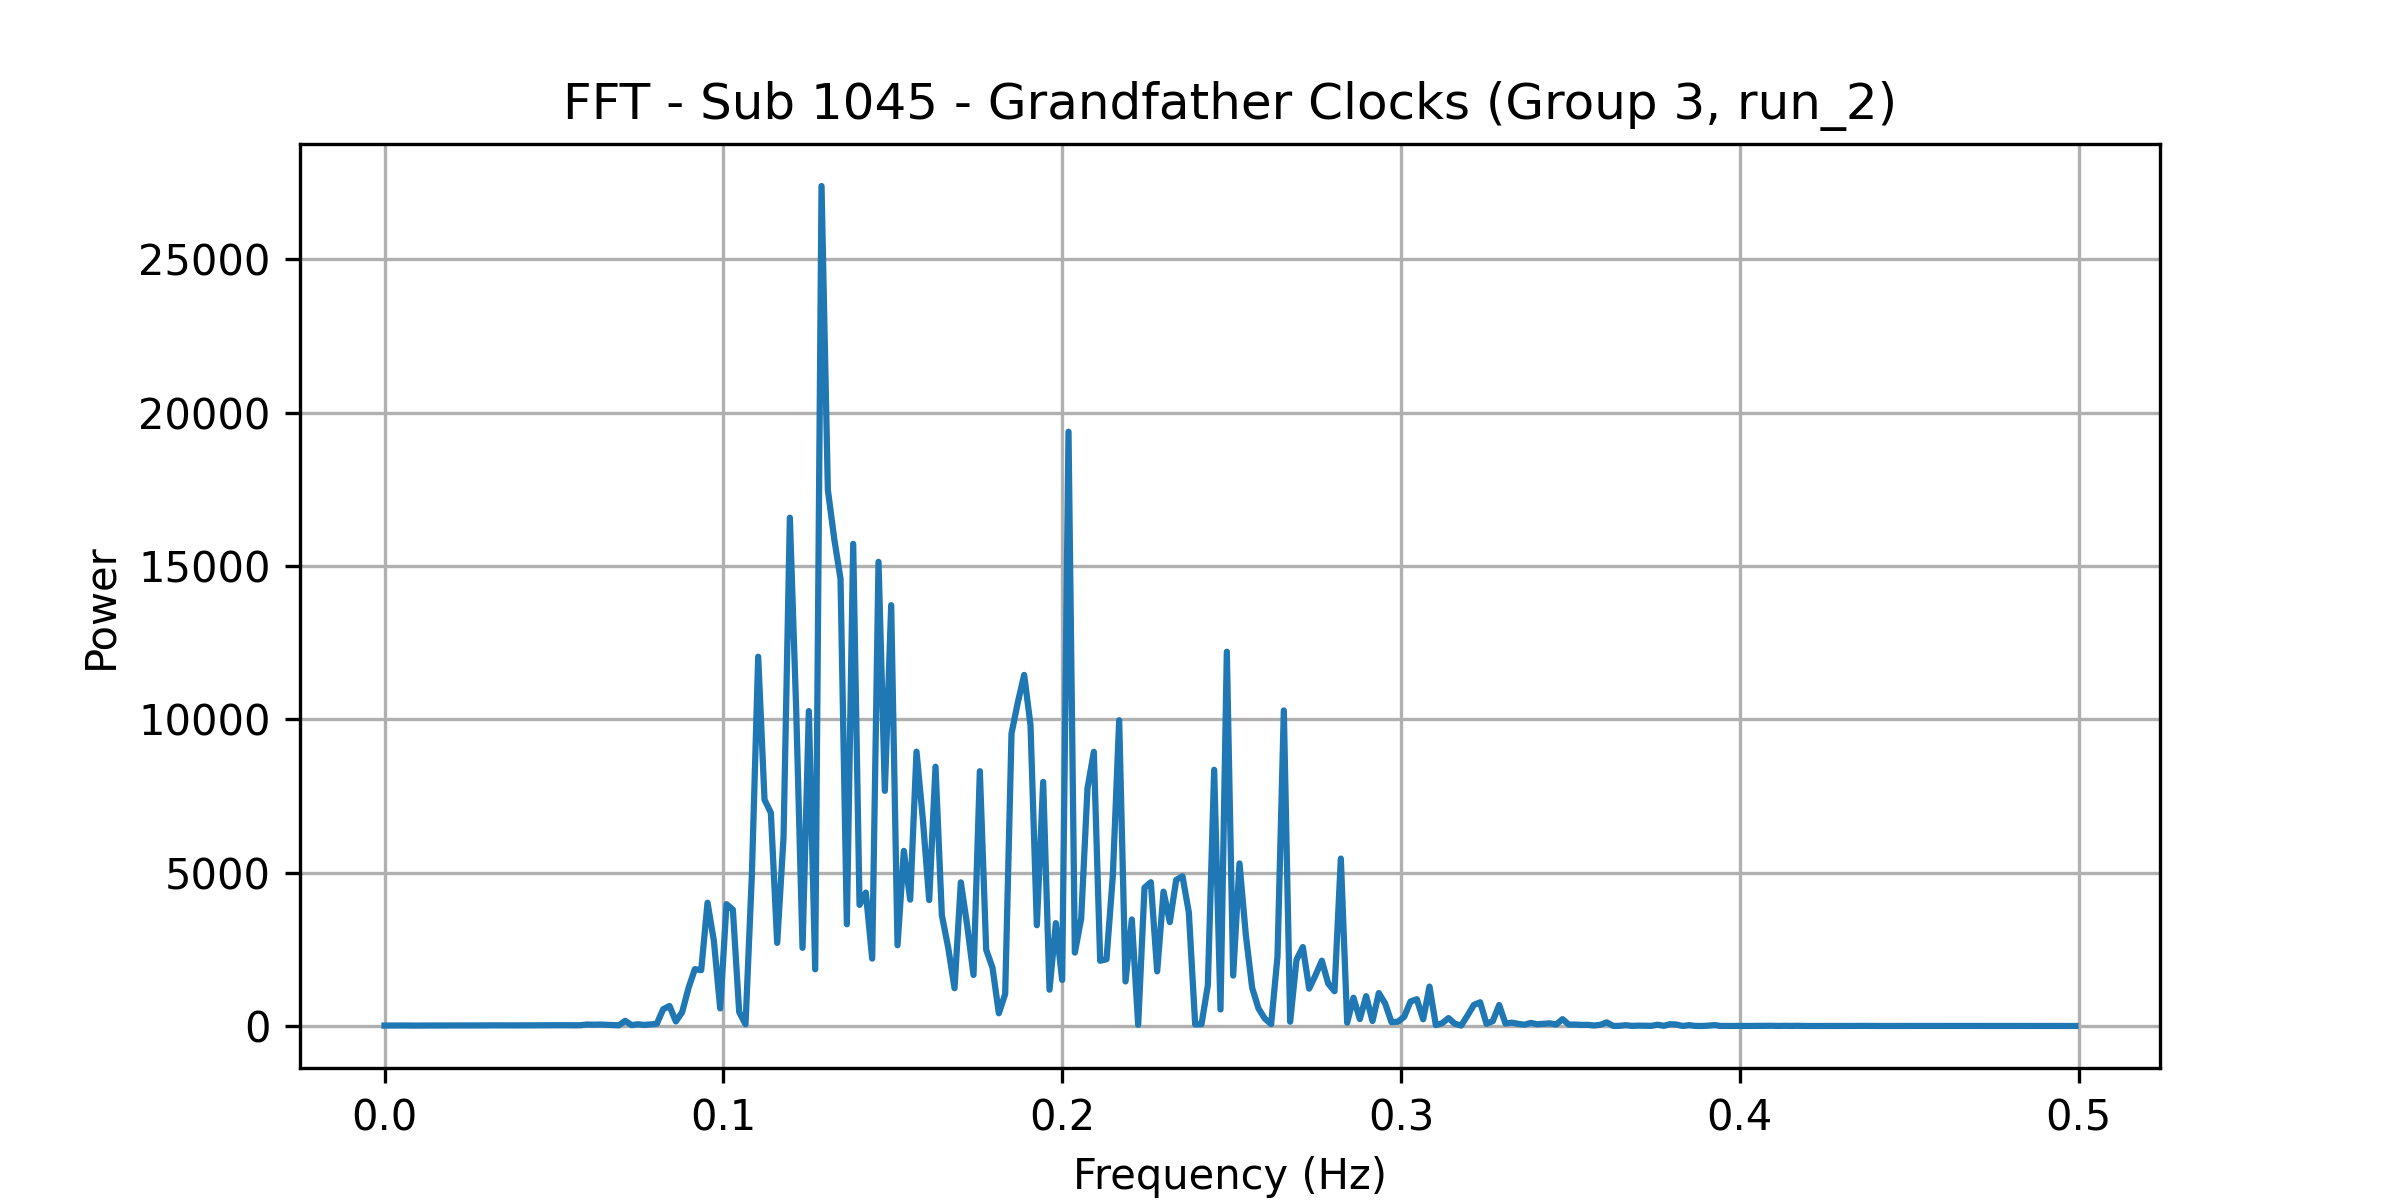 FFT - Sub 1045 - Grandfather Clocks (Group 3, run_2)
25000
20000
15000
10000
5000
0
Power
0.0 0.1 0.2 0.3 0.4 0.5
Frequency (Hz)